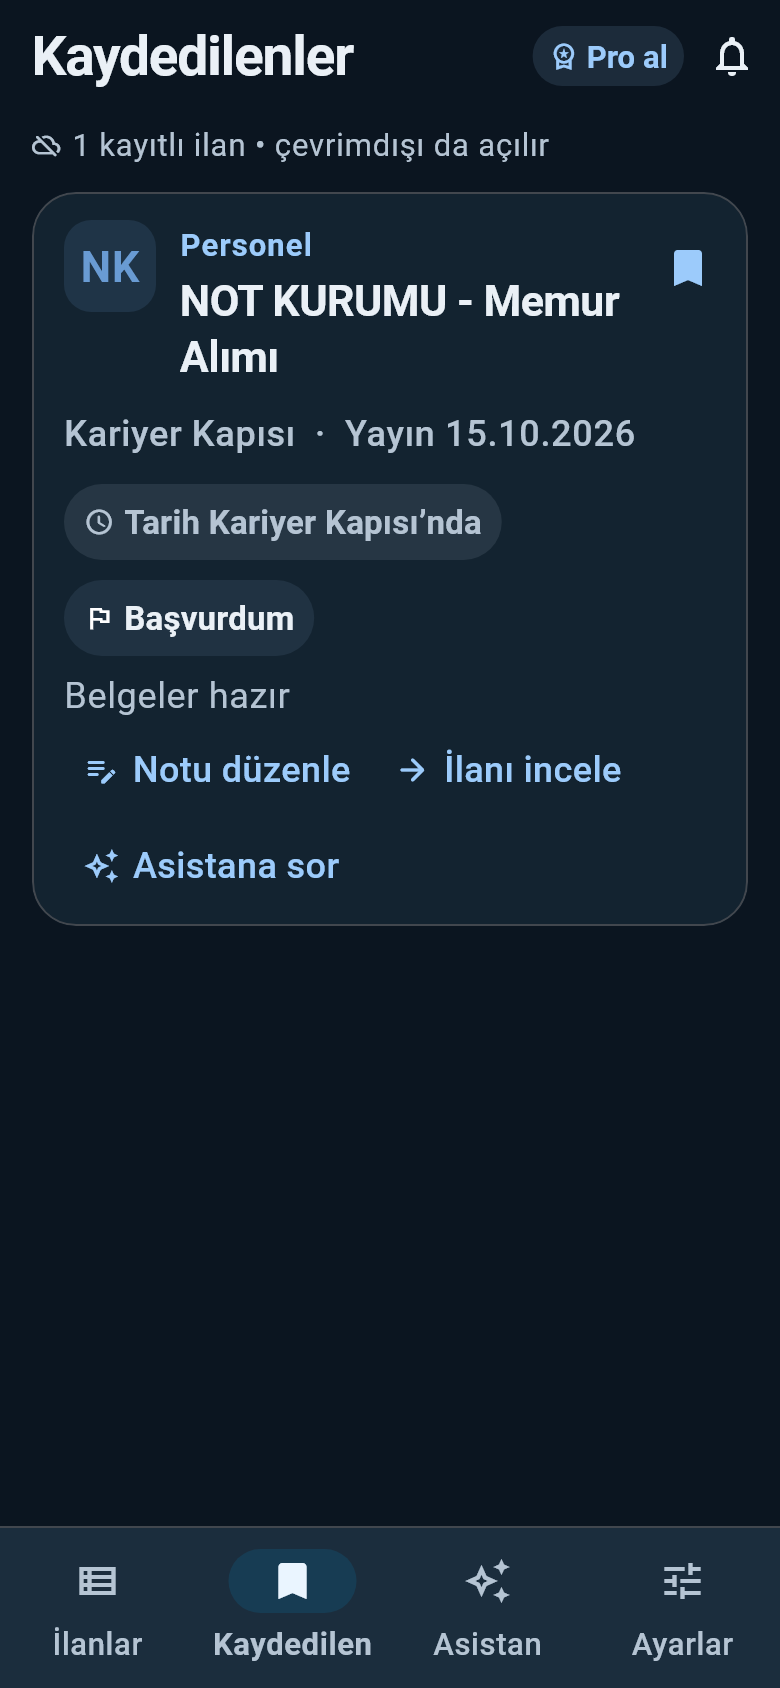 Kaydedilenler
Pro al
1 kayıtlı ilan • çevrimdışı da açılır
NK
Personel
NOT KURUMU - Memur
Alımı
Kariyer Kapısı · Yayın 15.10.2026
Tarih Kariyer Kapısı’nda
Başvurdum
Belgeler hazır
Notu düzenle
İlanı incele
Asistana sor
İlanlar
Kaydedilen
Asistan
Ayarlar